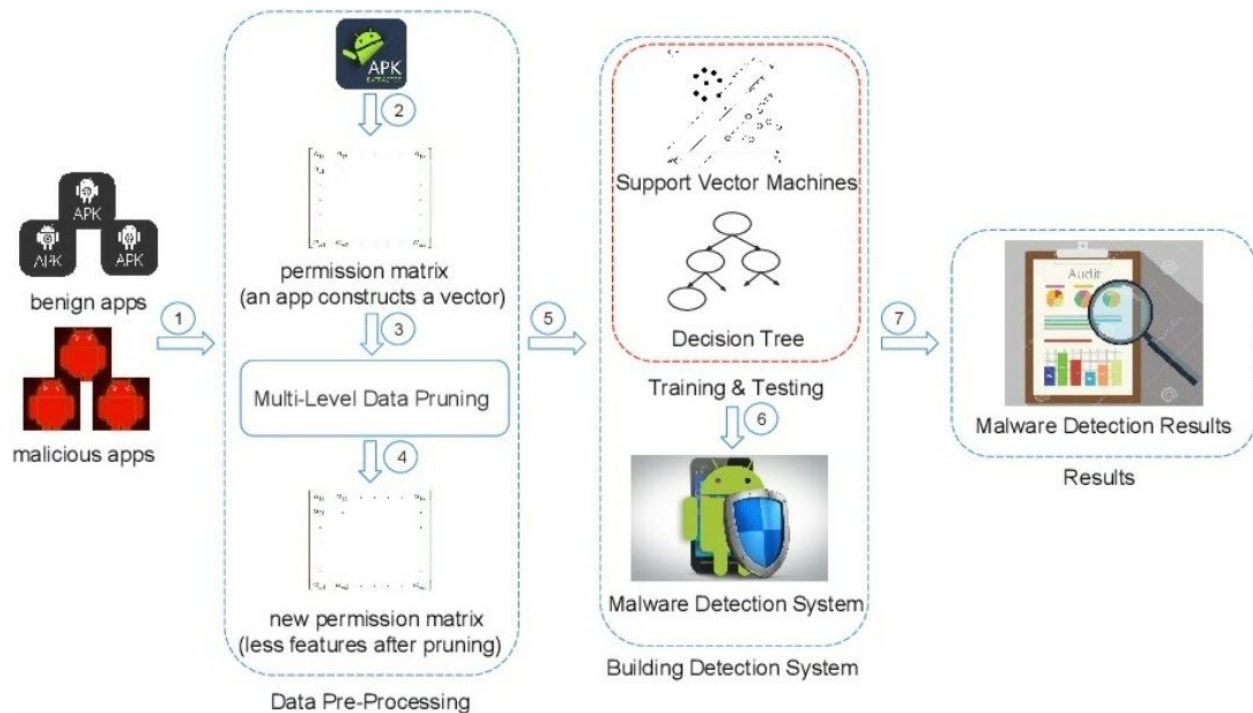 APK
EXTRACTOR
2
permission matrix
(an app constructs a vector)
3
Multi-Level Data Pruning
4
new permission matrix
(less features after pruning)
Data Pre-Processing
APK
APK
APK
benign apps
malicious apps
1
5
Support Vector Machines
Decision Tree
Training & Testing
6
Malware Detection System
Building Detection System
7
Audit
Malware Detection Results
Results